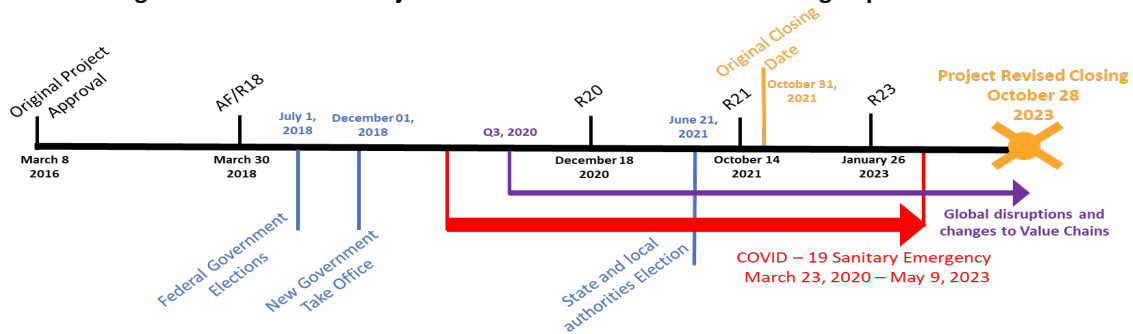 Original Project
Approval
March 8
2016
AF/R18
March 30
2018
July 1,
2018
Federal Government
Elections
December 01,
2018
New Government
Take Office
Q3, 2020
R20
December 18
2020
June 21,
2021
State and local
authorities Election
R21
October 14
2021
Original Closing
Date
October 31,
2021
R23
January 26
2023
Project Revised Closing
October 28
2023
Global disruptions and
changes to Value Chains
COVID – 19 Sanitary Emergency
March 23, 2020 – May 9, 2023